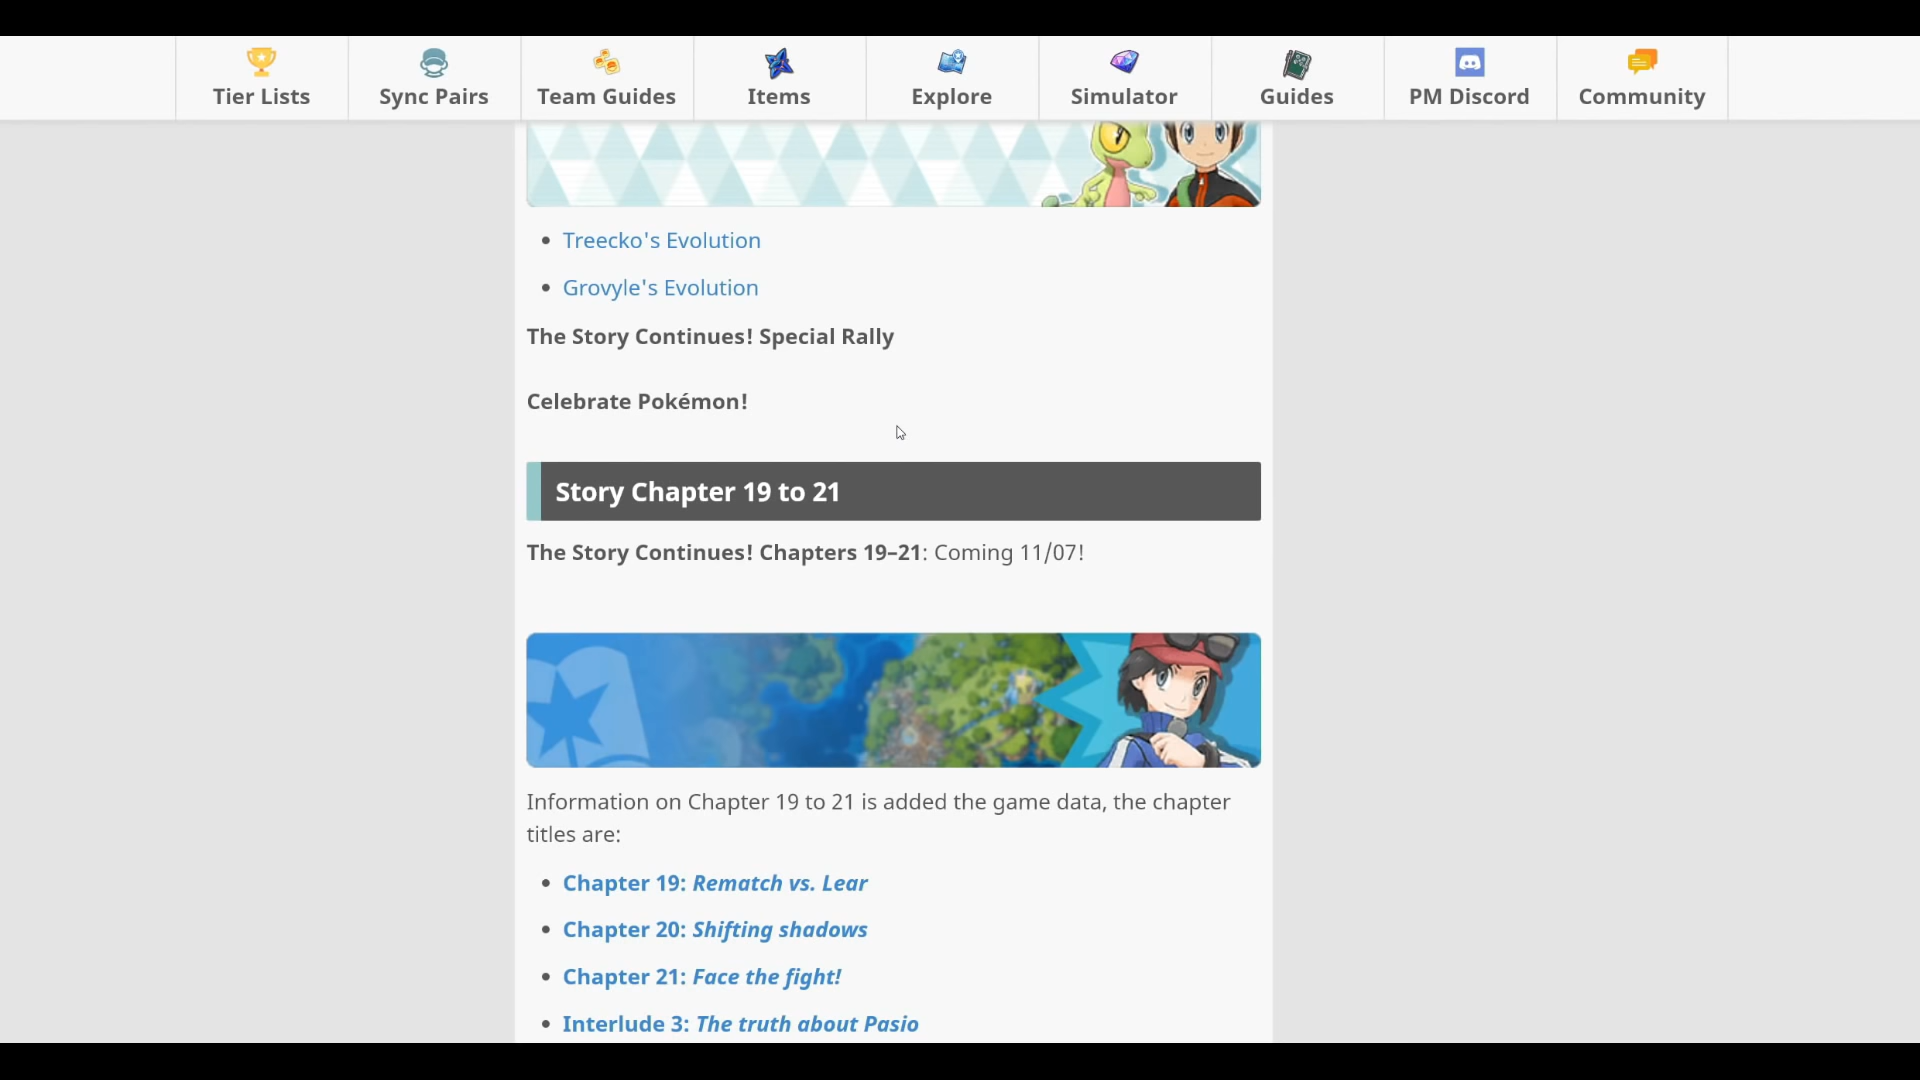 Tier Lists
Sync Pairs
Team Guides
Items
Explore
Simulator
Guides
PM Discord
Community
Treecko's Evolution
Grovyle's Evolution
The Story Continues! Special Rally
Celebrate Pokémon!
Story Chapter 19 to 21
The Story Continues! Chapters 19–21: Coming 11/07!
Information on Chapter 19 to 21 is added the game data, the chapter
titles are:
Chapter 19: Rematch vs. Lear
Chapter 20: Shifting shadows
Chapter 21: Face the fight!
Interlude 3: The truth about Pasio